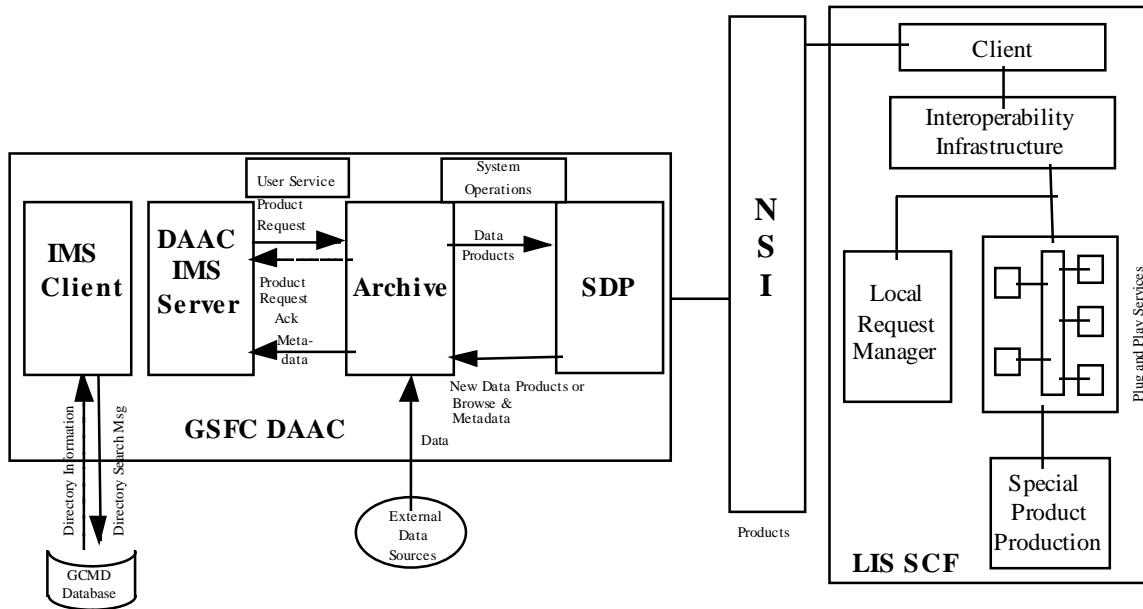 Client
Interoperability
Infrastructure
N
S
I
User Service
System
Operations
Product
Request
IMS
Client
DAAC
IMS
Server
Archive
Data
Products
SDP
Product
Request
Ack
Meta-
data
New Data Products or
Browse &
Metadata
GSFC DAAC
Data
Directory Information
Directory Search Msg
External
Data
Sources
GCMD
Database
Products
Local
Request
Manager
Plug and Play Services
Special
Product
Production
LIS SCF